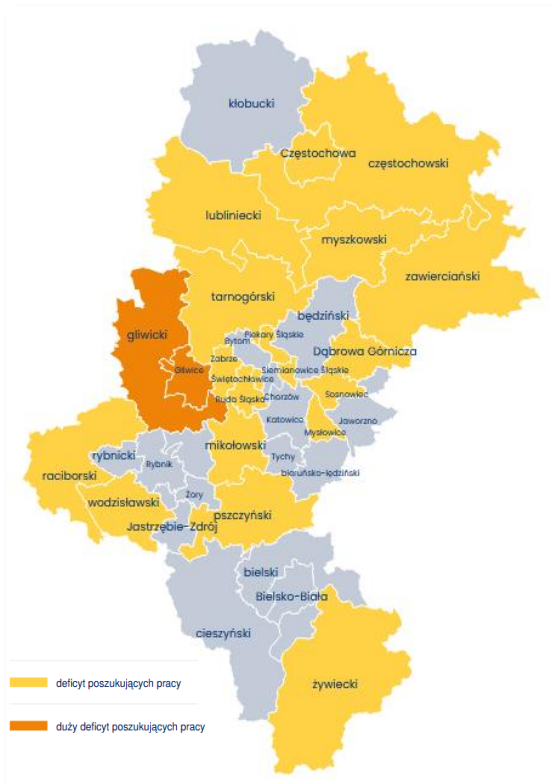 kłobucki
Częstochowa
częstochowski
lubliniecki
myszkowski
zawierciański
tarnogórski
będziński
gliwicki
Piekary Śląskie
Bytom
Dąbrowa Górnicza
Zabrze
Gliwice
Siemianowice Śląskie
Świętochłowice
Sosnowiec
Chorzów
Ruda Śląska
Katowice
Jaworzno
Mysłowice
mikołowski
rybnicki
Rybnik
Tychy
bieruńsko-lędziński
raciborski
Żory
wodzisławski
pszczyński
Jastrzębie-Zdrój
bielski
Bielsko-Biała
cieszyński
żywiecki
deficyt poszukujących pracy
duży deficyt poszukujących pracy